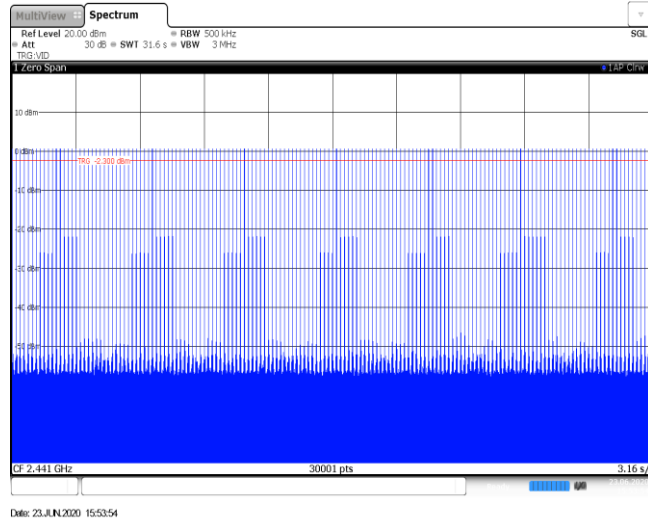 MultiView Spectrum
Ref Level 20.00 dBm RBW 500 kHz SGL
Att 30 dB SWT 31.6 s VBW 3 MHz
TRG:VID
1 Zero Span 1AP Clrw
10 dBm
0 dBm
TRG -2.300 dBm
-10 dBm
-20 dBm
-30 dBm
-40 dBm
-50 dBm
CF 2.441 GHz 30001 pts 3.16 s/
Date: 23.JUN.2020 15:53:54